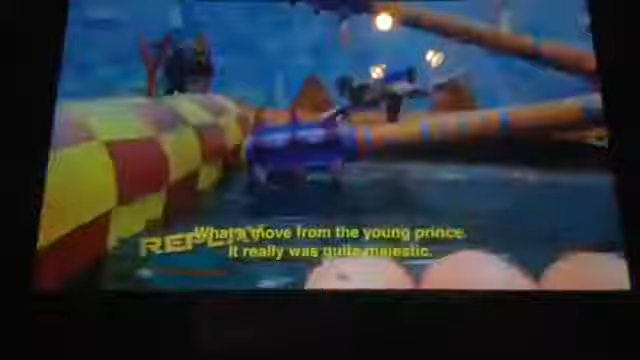 What a move from the young prince.
It really was quite majestic.
REPLAY